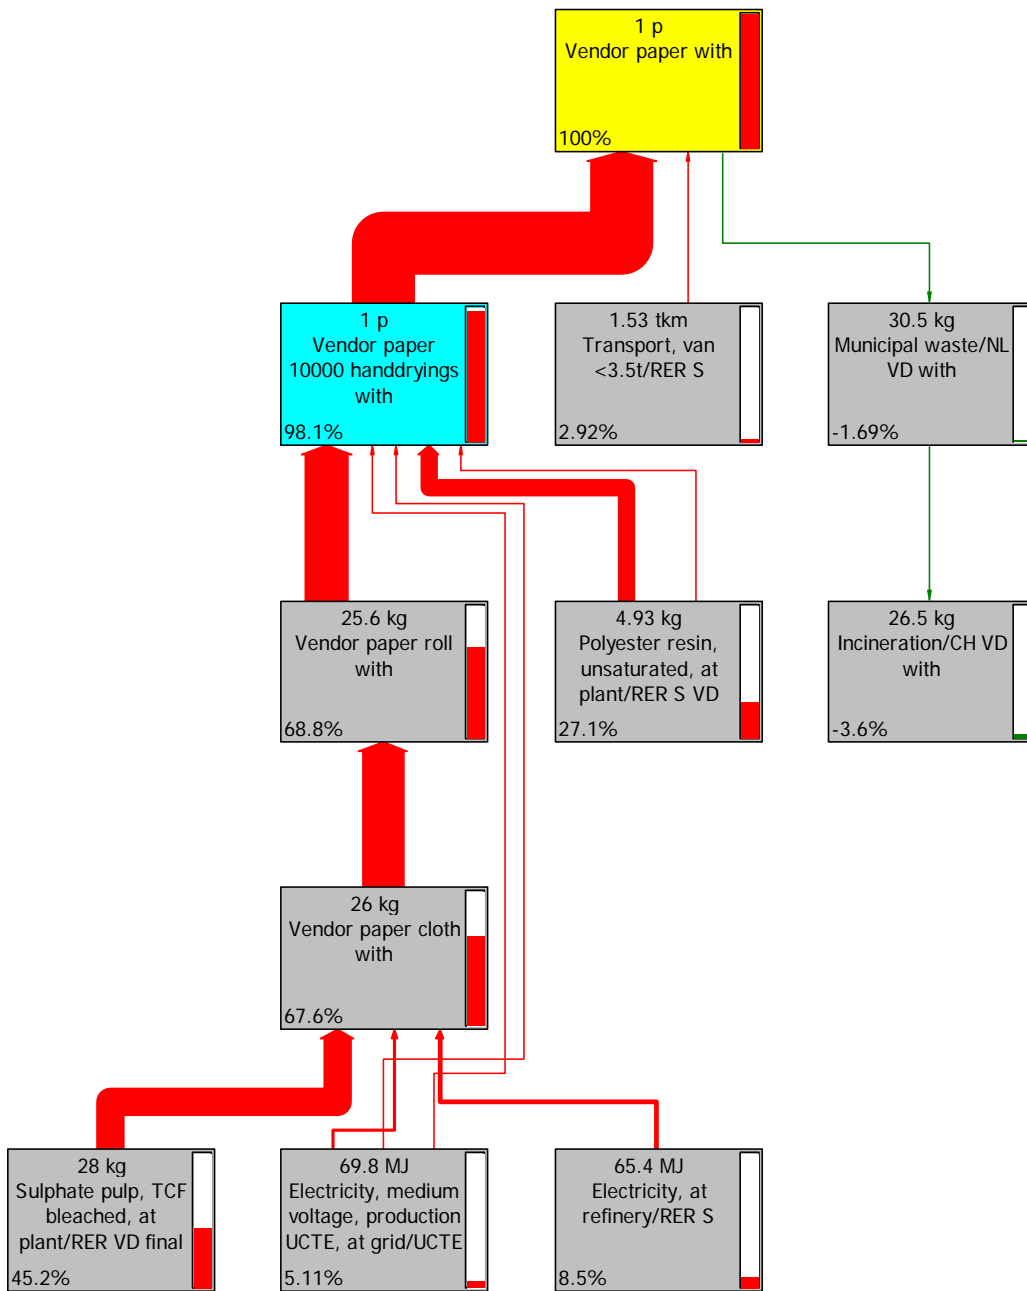 1 p
Vendor paper with
100%
1 p
Vendor paper
10000 handdryings
with
98.1%
1.53 tkm
Transport, van
<3.5t/RER S
2.92%
30.5 kg
Municipal waste/NL
VD with
-1.69%
25.6 kg
Vendor paper roll
with
68.8%
4.93 kg
Polyester resin,
unsaturated, at
plant/RER S VD
27.1%
26.5 kg
Incineration/CH VD
with
-3.6%
26 kg
Vendor paper cloth
with
67.6%
28 kg
Sulphate pulp, TCF
bleached, at
plant/RER VD final
45.2%
69.8 MJ
Electricity, medium
voltage, production
UCTE, at grid/UCTE
5.11%
65.4 MJ
Electricity, at
refinery/RER S
8.5%